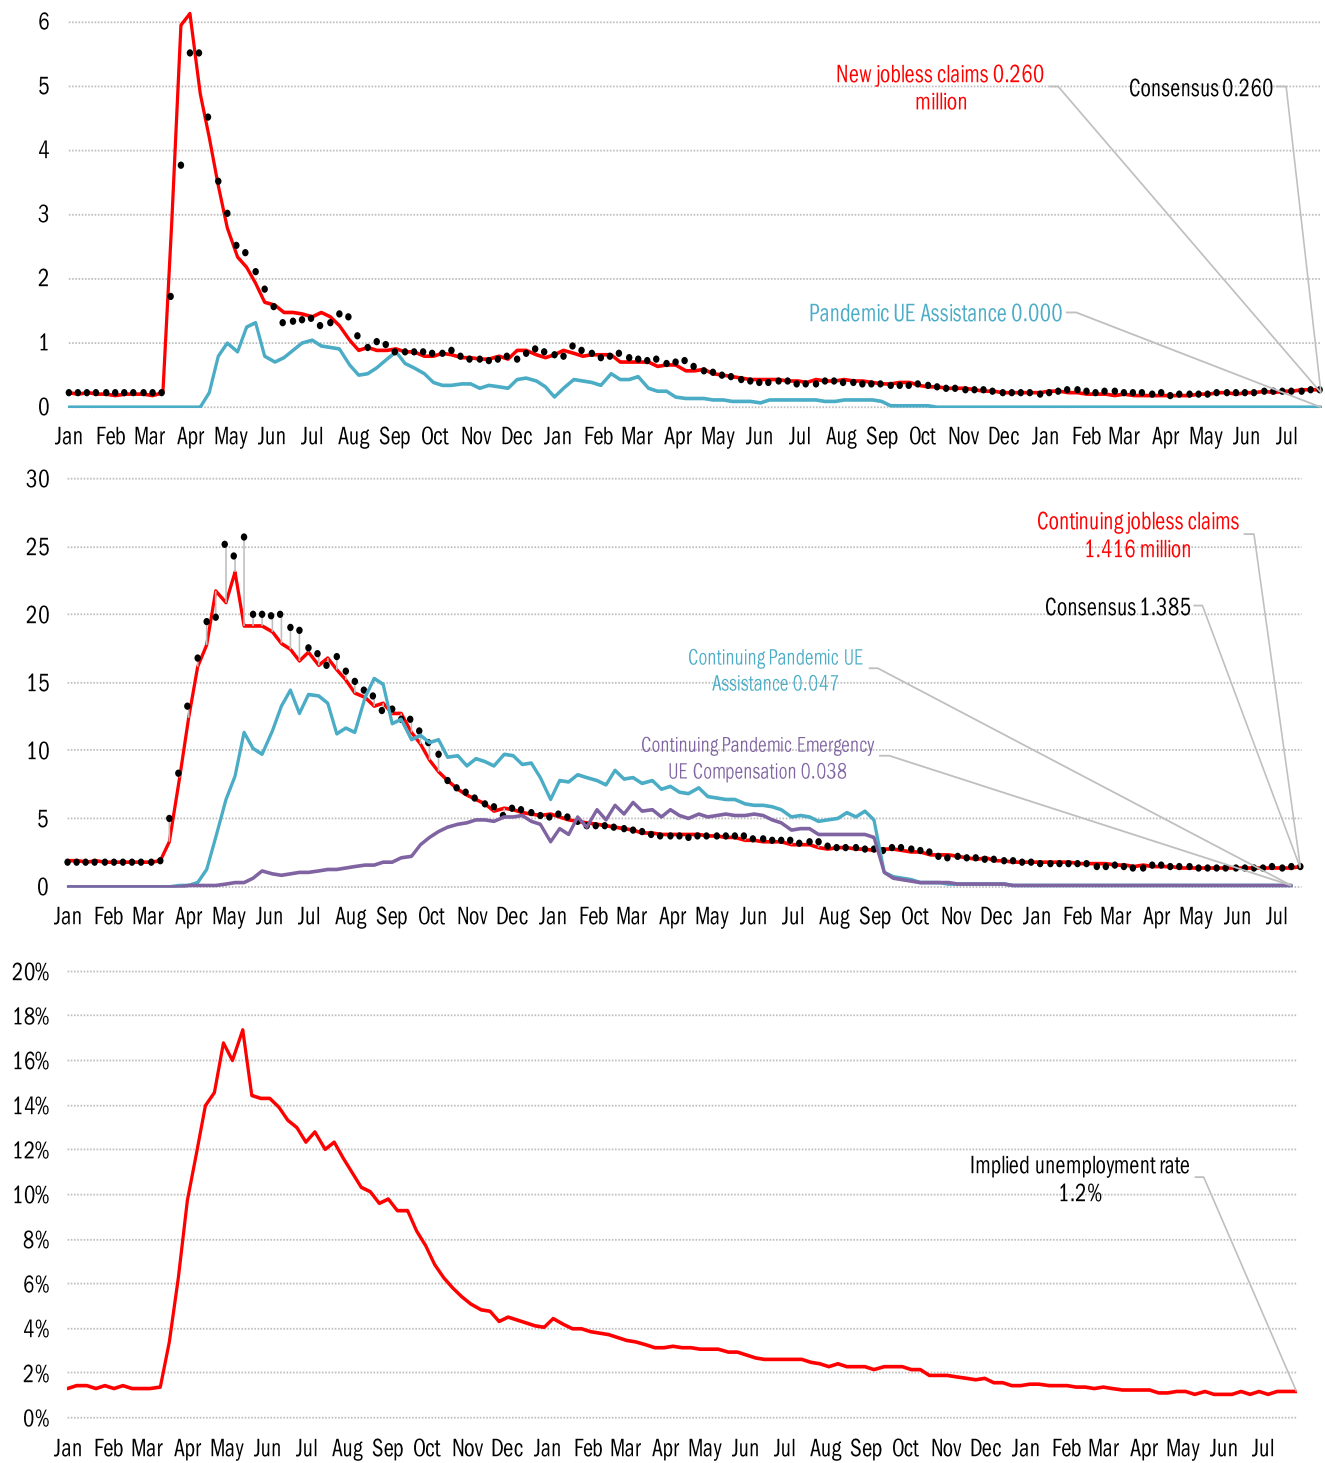 6
5
4
3
2
1
0
New jobless claims 0.260
million
Consensus 0.260
Pandemic UE Assistance 0.000
Jan Feb Mar Apr May Jun Jul Aug Sep Oct Nov Dec Jan Feb Mar Apr May Jun Jul Aug Sep Oct Nov Dec Jan Feb Mar Apr May Jun Jul
30
25
20
15
10
5
0
Continuing jobless claims
1.416 million
Consensus 1.385
Continuing Pandemic UE
Assistance 0.047
Continuing Pandemic Emergency
UE Compensation 0.038
Jan Feb Mar Apr May Jun Jul Aug Sep Oct Nov Dec Jan Feb Mar Apr May Jun Jul Aug Sep Oct Nov Dec Jan Feb Mar Apr May Jun Jul
20%
18%
16%
14%
12%
10%
8%
6%
4%
2%
0%
Implied unemployment rate
1.2%
Jan Feb Mar Apr May Jun Jul Aug Sep Oct Nov Dec Jan Feb Mar Apr May Jun Jul Aug Sep Oct Nov Dec Jan Feb Mar Apr May Jun Jul